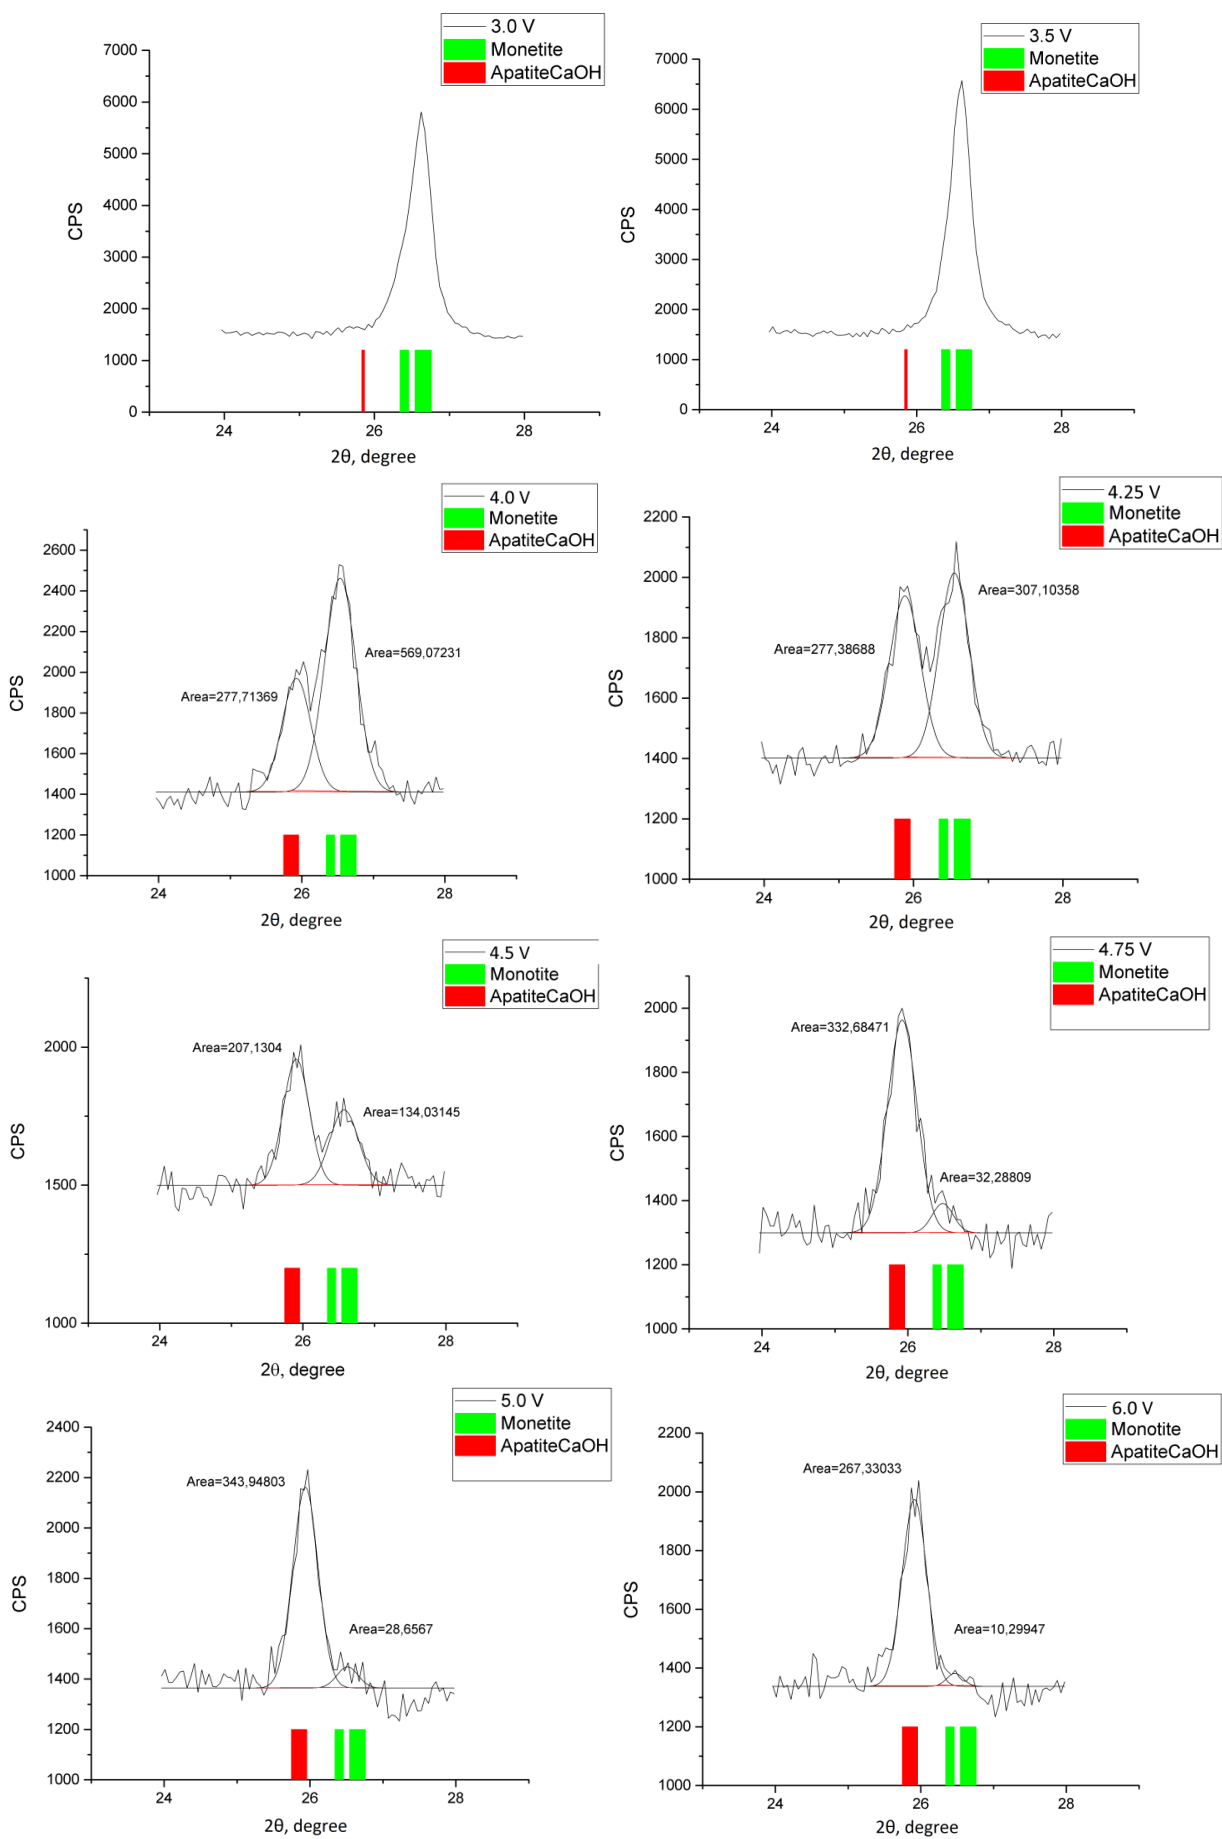 3.0 V
Monetite
ApatiteCaOH
7000
6000
5000
4000
3000
2000
1000
0
CPS
24
26
28
2θ, degree
3.5 V
Monetite
ApatiteCaOH
7000
6000
5000
4000
3000
2000
1000
0
CPS
24
26
28
2θ, degree
4.0 V
Monetite
ApatiteCaOH
2600
2400
2200
2000
1800
1600
1400
1200
1000
CPS
Area=569,07231
Area=277,71369
24
26
28
2θ, degree
4.25 V
Monetite
ApatiteCaOH
2200
2000
1800
1600
1400
1200
1000
CPS
Area=307,10358
Area=277,38688
24
26
28
2θ, degree
4.5 V
Monotite
ApatiteCaOH
2000
1500
1000
CPS
Area=207,1304
Area=134,03145
24
26
28
2θ, degree
4.75 V
Monetite
ApatiteCaOH
2000
1800
1600
1400
1200
1000
CPS
Area=332,68471
Area=32,28809
24
26
28
2θ, degree
5.0 V
Monetite
ApatiteCaOH
2400
2200
2000
1800
1600
1400
1200
1000
CPS
Area=343,94803
Area=28,6567
24
26
28
2θ, degree
6.0 V
Monotite
ApatiteCaOH
2200
2000
1800
1600
1400
1200
1000
CPS
Area=267,33033
Area=10,29947
24
26
28
2θ, degree